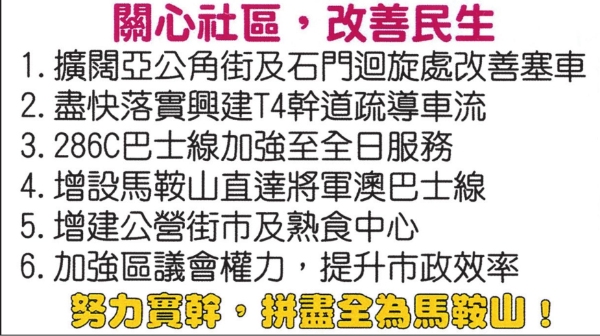 關心社區，改善民生
1. 擴闊亞公角街及石門迴旋處改善塞車
2. 盡快落實興建T4幹道疏導車流
3. 286C巴士線加強至全日服務
4. 增設馬鞍山直達將軍澳巴士線
5. 增建公營街市及熟食中心
6. 加強區議會權力，提升市政效率
努力實幹，拼盡全為馬鞍山！